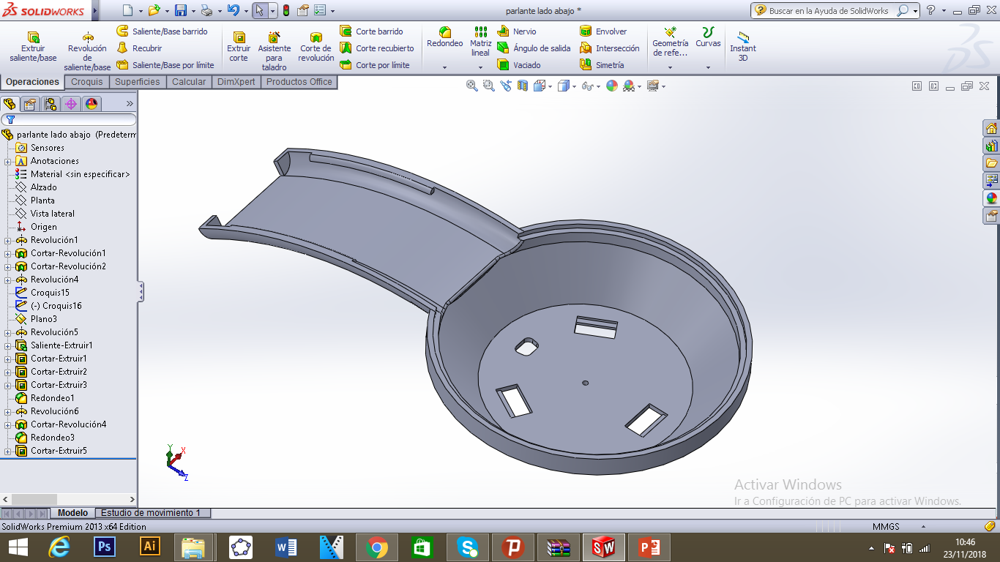 SOLIDWORKS
parlante lado abajo *
Buscar en la Ayuda de SolidWorks
Extruir saliente/base
Revolución de saliente/base
Saliente/Base barrido
Recubrir
Saliente/Base por límite
Extruir corte
Asistente para taladro
Corte de revolución
Corte barrido
Corte recubierto
Corte por límite
Redondeo
Matriz lineal
Nervio
Ángulo de salida
Vaciado
Envolver
Intersección
Simetría
Geometría de refe...
Curvas
Instant 3D
Operaciones
Croquis
Superficies
Calcular
DimXpert
Productos Office
parlante lado abajo (Predeterm
Sensores
Anotaciones
Material <sin especificar>
Alzado
Planta
Vista lateral
Origen
Revolución1
Cortar-Revolución1
Cortar-Revolución2
Revolución4
Croquis15
(-) Croquis16
Plano3
Revolución5
Saliente-Extruir1
Cortar-Extruir1
Cortar-Extruir2
Cortar-Extruir3
Redondeo1
Revolución6
Cortar-Revolución4
Redondeo3
Cortar-Extruir5
Y
X
Z
Activar Windows
Ir a Configuración de PC para activar Windows.
Modelo
Estudio de movimiento 1
SolidWorks Premium 2013 x64 Edition
MMGS
Ps
Ai
10:46
23/11/2018